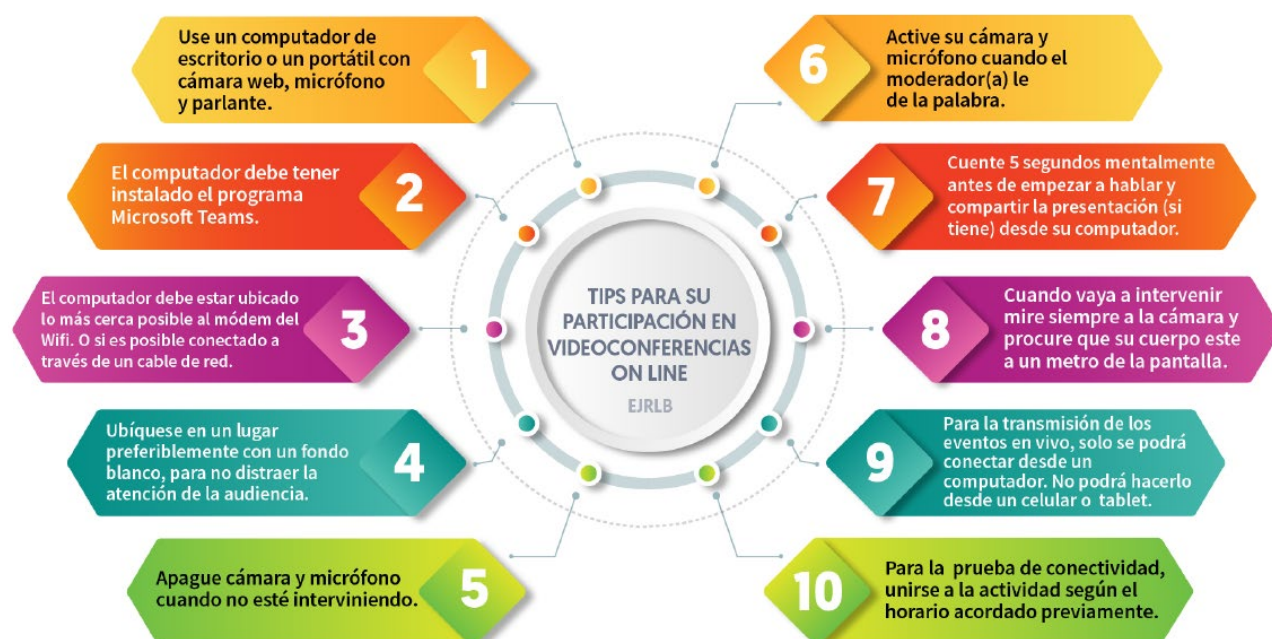 TIPS PARA SU
PARTICIPACIÓN EN
VIDEOCONFERENCIAS
ON LINE
EJRLB
1
Use un computador de
escritorio o un portátil con
cámara web, micrófono
y parlante.
2
El computador debe tener
instalado el programa
Microsoft Teams.
3
El computador debe estar ubicado
lo más cerca posible al módem del
Wifi. O si es posible conectado a
través de un cable de red.
4
Ubíquese en un lugar
preferiblemente con un fondo
blanco, para no distraer la
atención de la audiencia.
5
Apague cámara y micrófono
cuando no esté interviniendo.
6
Active su cámara y
micrófono cuando el
moderador(a) le
de la palabra.
7
Cuente 5 segundos mentalmente
antes de empezar a hablar y
compartir la presentación (si
tiene) desde su computador.
8
Cuando vaya a intervenir
mire siempre a la cámara y
procure que su cuerpo este
a un metro de la pantalla.
9
Para la transmisión de los
eventos en vivo, solo se podrá
conectar desde un
computador. No podrá hacerlo
desde un celular o tablet.
10
Para la prueba de conectividad,
unirse a la actividad según el
horario acordado previamente.